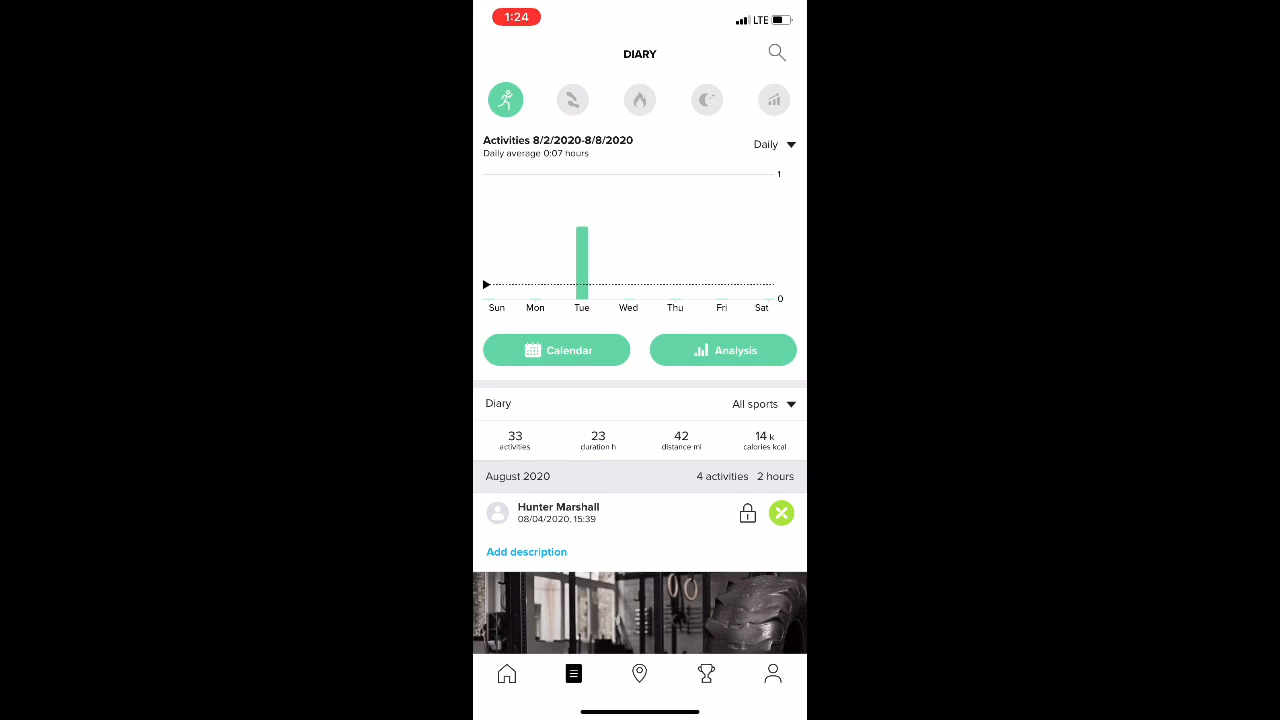 1:24
LTE
DIARY
Activities 8/2/2020-8/8/2020
Daily average 0:07 hours
Daily
1
0
Sun Mon Tue Wed Thu Fri Sat
Calendar
Analysis
Diary
All sports
33 23 42 14 k
activities duration h distance mi calories kcal
August 2020 4 activities 2 hours
Hunter Marshall
08/04/2020, 15:39
Add description